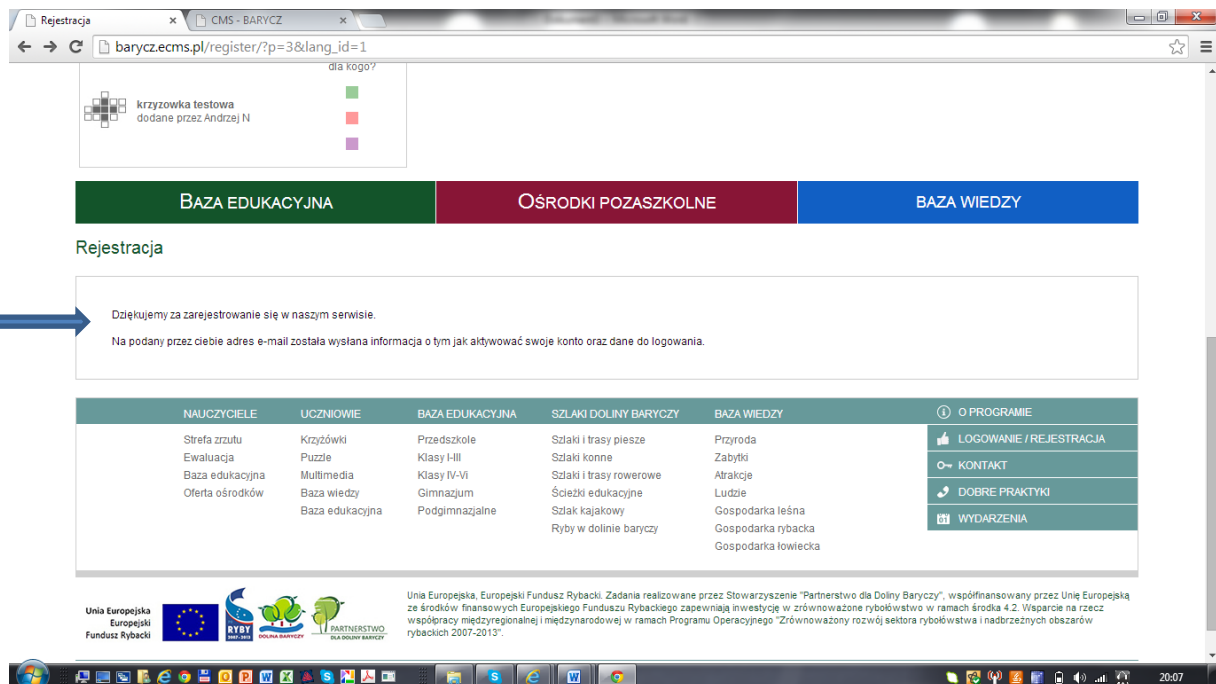 Rejestracja
CMS - BARYCZ
barycz.ecms.pl/register/?p=3&lang_id=1
dla kogo?
krzyzowka testowa
dodane przez Andrzej N
BAZA EDUKACYJNA
OŚRODKI POZASZKOLNE
BAZA WIEDZY
Rejestracja
Dziękujemy za zarejestrowanie się w naszym serwisie.
Na podany przez ciebie adres e-mail została wysłana informacja o tym jak aktywować swoje konto oraz dane do logowania.
NAUCZYCIELE
Strefa zrzutu
Ewaluacja
Baza edukacyjna
Oferta ośrodków
UCZNIOWIE
Krzyżówki
Puzzle
Multimedia
Baza wiedzy
Baza edukacyjna
BAZA EDUKACYJNA
Przedszkole
Klasy I-III
Klasy IV-Vi
Gimnazjum
Podgimnazjalne
SZLAKI DOLINY BARYCZY
Szlaki i trasy piesze
Szlaki konne
Szlaki i trasy rowerowe
Ścieżki edukacyjne
Szlak kajakowy
Ryby w dolinie baryczy
BAZA WIEDZY
Przyroda
Zabytki
Atrakcje
Ludzie
Gospodarka leśna
Gospodarka rybacka
Gospodarka łowiecka
O PROGRAMIE
LOGOWANIE / REJESTRACJA
KONTAKT
DOBRE PRAKTYKI
WYDARZENIA
Unia Europejska
Europejski
Fundusz Rybacki
RYBY
2007-2013
DOLINA BARYCZY
PARTNERSTWO
DLA DOLINY BARYCZY
Unia Europejska, Europejski Fundusz Rybacki. Zadania realizowane przez Stowarzyszenie "Partnerstwo dla Doliny Baryczy", współfinansowany przez Unię Europejską
ze środków finansowych Europejskiego Funduszu Rybackiego zapewniają inwestycję w zrównoważone rybołówstwo w ramach środka 4.2. Wsparcie na rzecz
współpracy międzyregionalnej i międzynarodowej w ramach Programu Operacyjnego "Zrównoważony rozwój sektora rybołówstwa i nadbrzeżnych obszarów
rybackich 2007-2013".
20:07